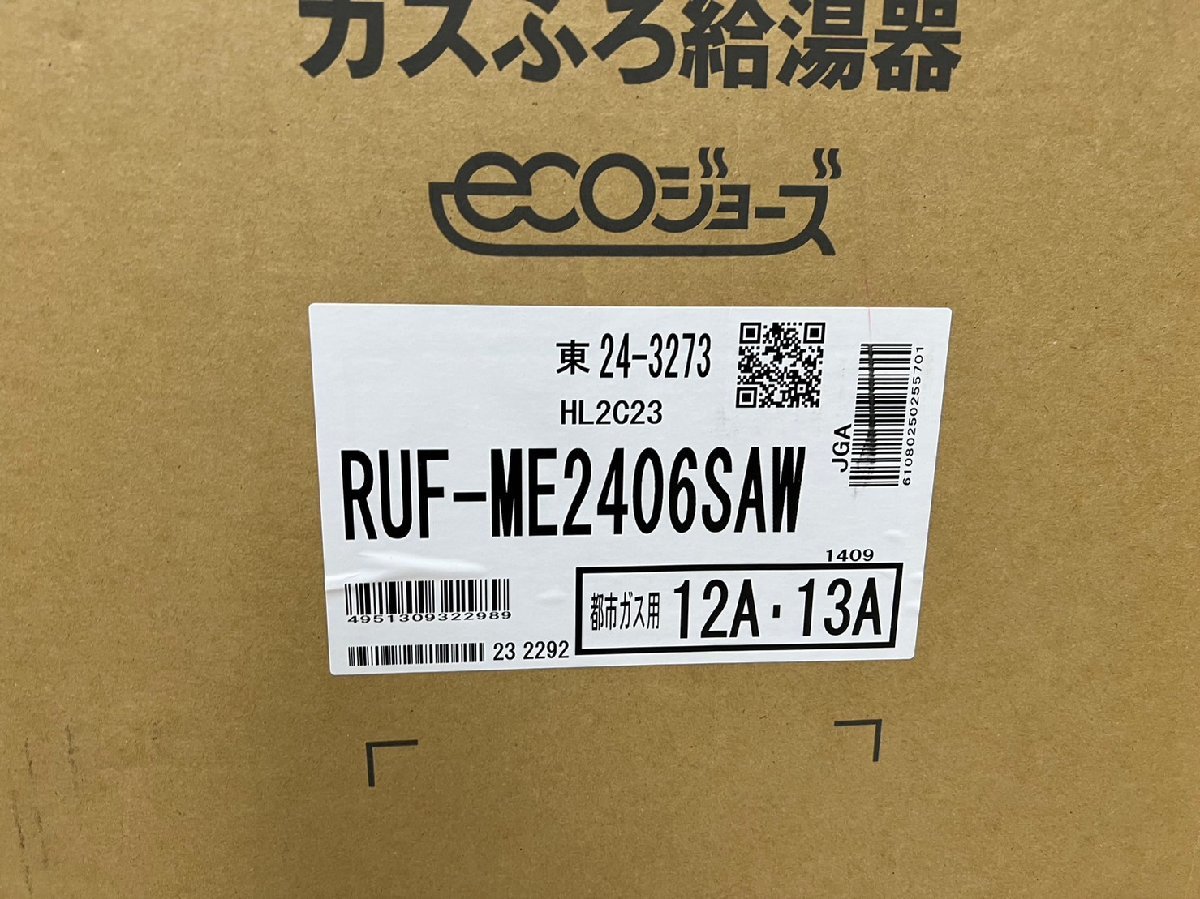 ガスふろ給湯器
ecoジョーズ
東 24-3273
HL2C23
RUF-ME2406SAW
JGA
61080250255701
1409
4951309322989
都市ガス用 12A・13A
23 2292